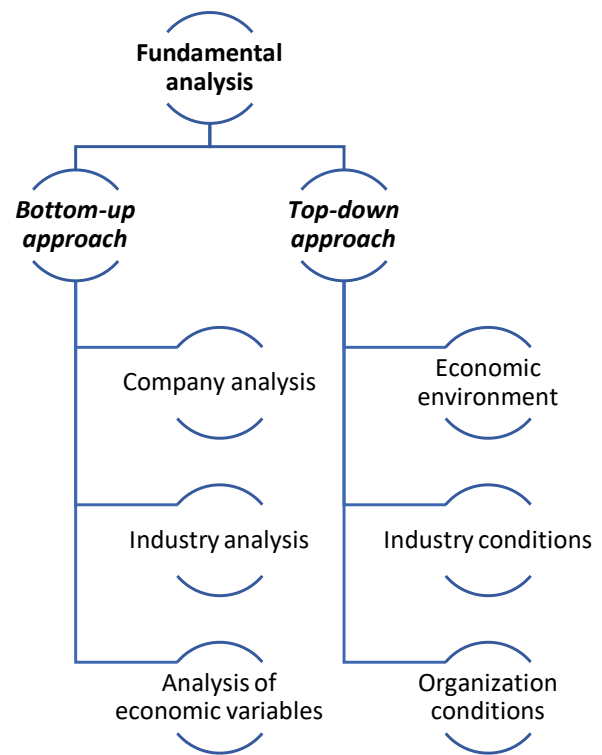 Fundamental
analysis
Bottom-up
approach
Top-down
approach
Company analysis
Economic
environment
Industry analysis
Industry conditions
Analysis of
economic variables
Organization
conditions